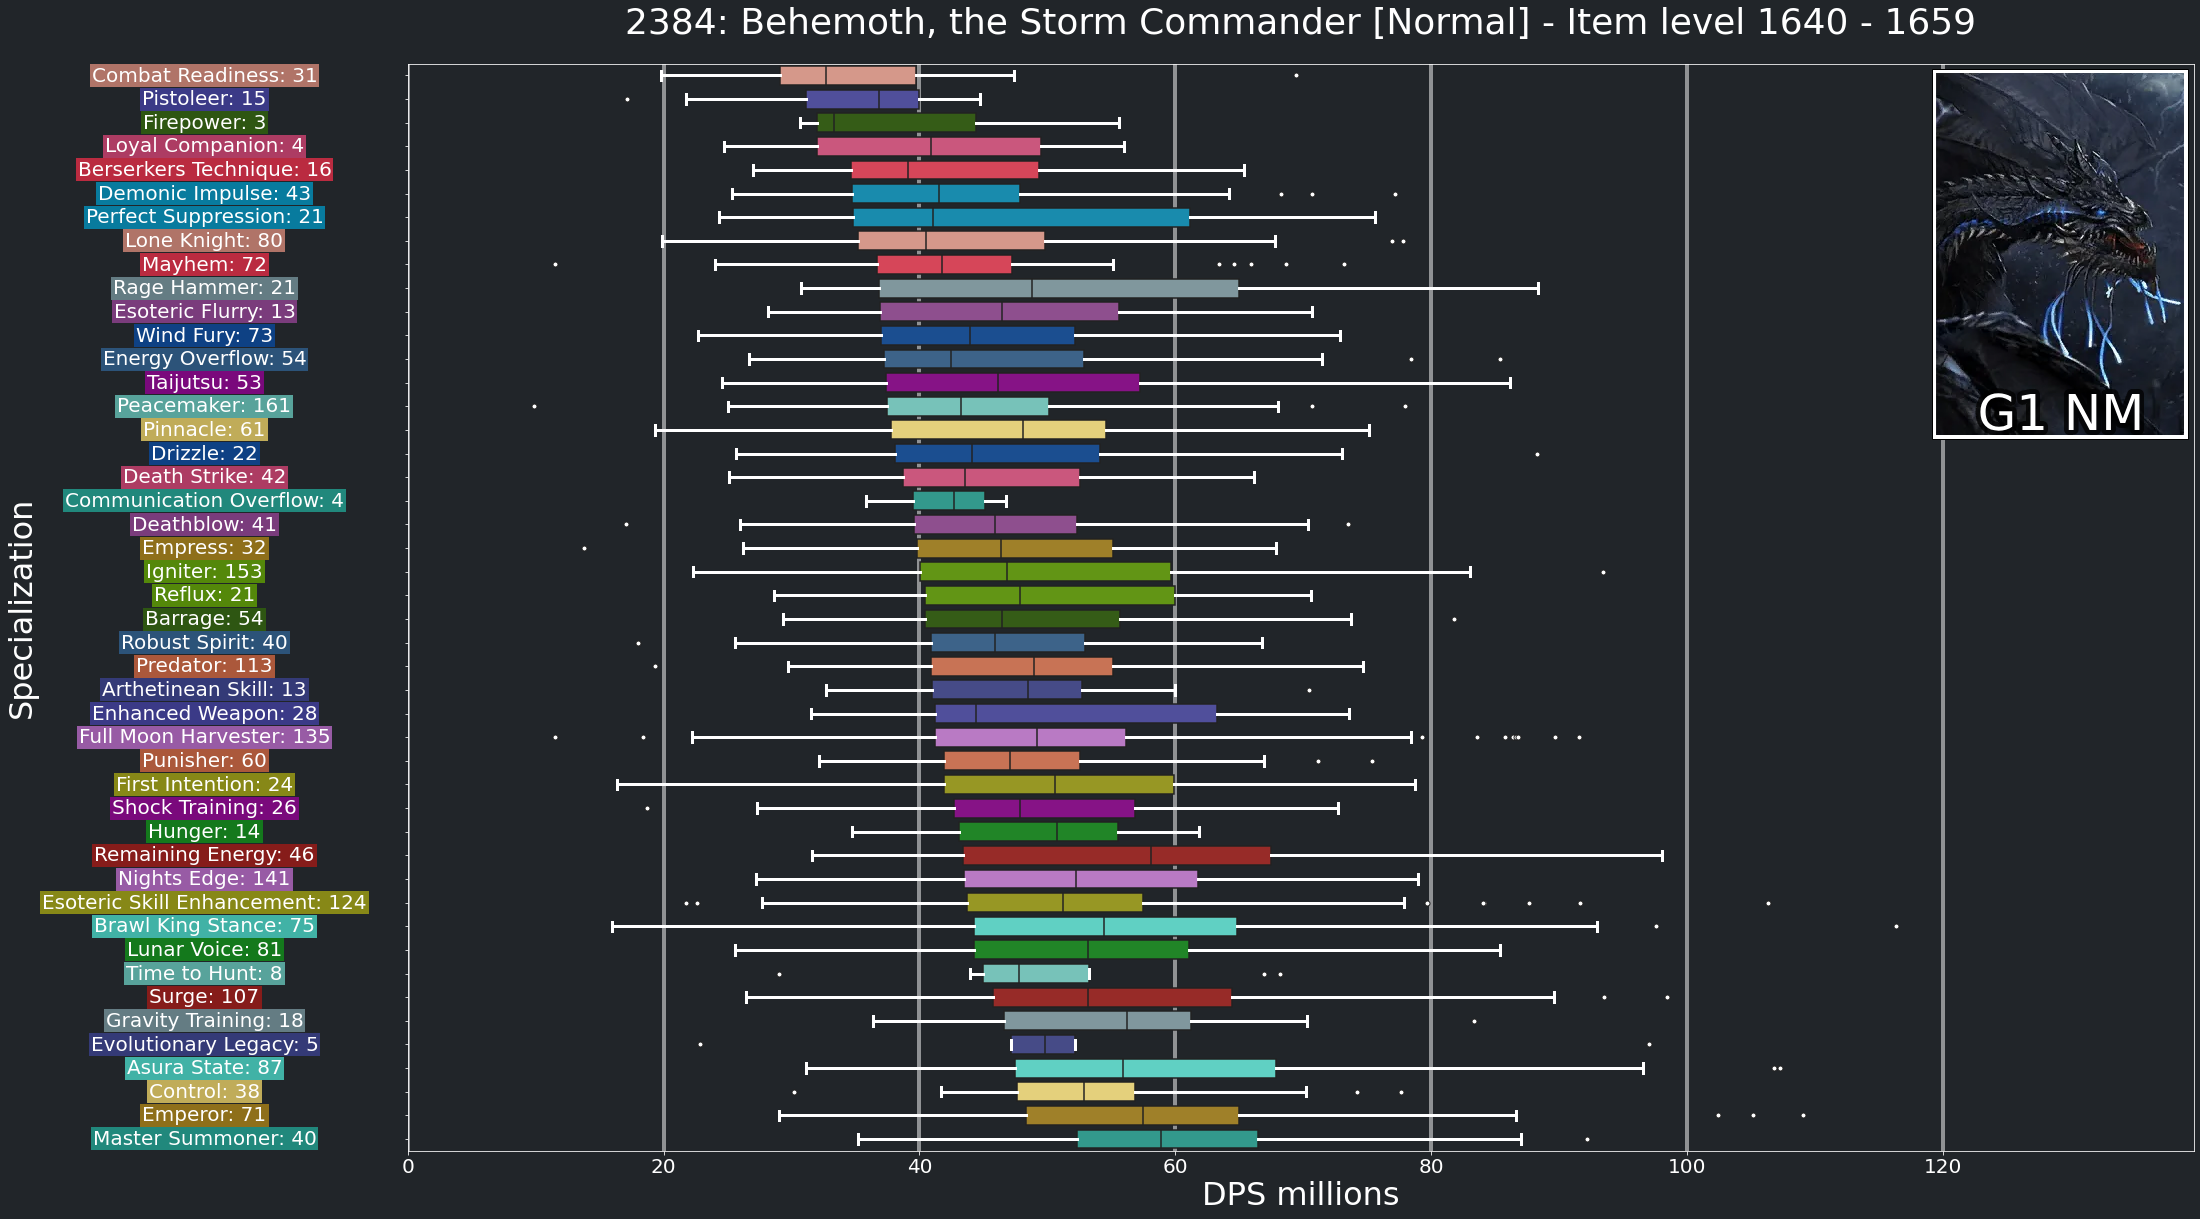 2384: Behemoth, the Storm Commander [Normal] - Item level 1640 - 1659
Combat Readiness: 31
Pistoleer: 15
Firepower: 3
Loyal Companion: 4
Berserkers Technique: 16
Demonic Impulse: 43
Perfect Suppression: 21
Lone Knight: 80
Mayhem: 72
Rage Hammer: 21
Esoteric Flurry: 13
Wind Fury: 73
Energy Overflow: 54
Taijutsu: 53
Peacemaker: 161
Pinnacle: 61
Drizzle: 22
Death Strike: 42
Communication Overflow: 4
Deathblow: 41
Empress: 32
Igniter: 153
Reflux: 21
Barrage: 54
Robust Spirit: 40
Predator: 113
Arthetinean Skill: 13
Enhanced Weapon: 28
Full Moon Harvester: 135
Punisher: 60
First Intention: 24
Shock Training: 26
Hunger: 14
Remaining Energy: 46
Nights Edge: 141
Esoteric Skill Enhancement: 124
Brawl King Stance: 75
Lunar Voice: 81
Time to Hunt: 8
Surge: 107
Gravity Training: 18
Evolutionary Legacy: 5
Asura State: 87
Control: 38
Emperor: 71
Master Summoner: 40
Specialization
G1 NM
0 20 40 60 80 100 120
DPS millions